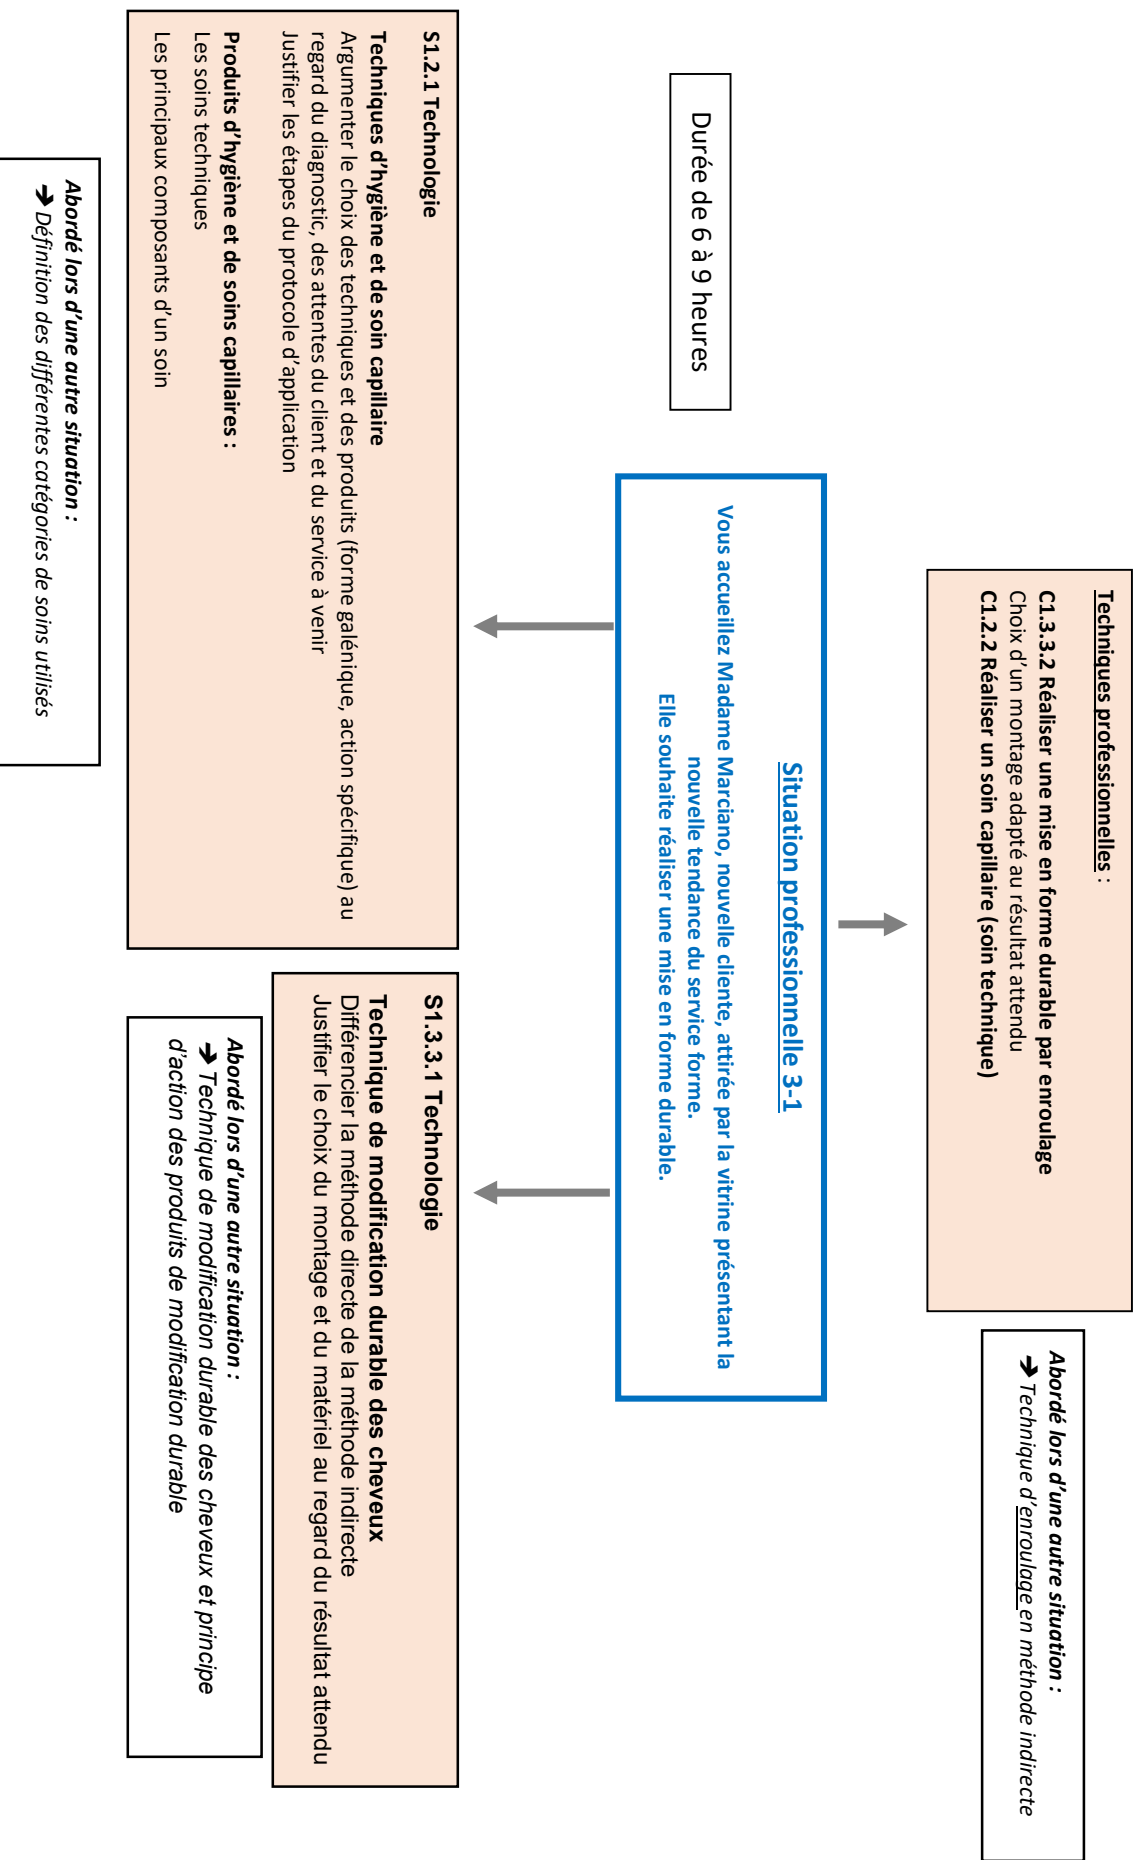 Techniques professionnelles :
C1.3.3.2 Réaliser une mise en forme durable par enroulage
Choix d’un montage adapté au résultat attendu
C1.2.2 Réaliser un soin capillaire (soin technique)
Abordé lors d’une autre situation :
➔ Technique d’enroulage en méthode indirecte
Durée de 6 à 9 heures
Situation professionnelle 3-1
Vous accueillez Madame Marciano, nouvelle cliente, attirée par la vitrine présentant la
nouvelle tendance du service forme.
Elle souhaite réaliser une mise en forme durable.
S1.2.1 Technologie
Techniques d’hygiène et de soin capillaire
Argumenter le choix des techniques et des produits (forme galénique, action spécifique) au
regard du diagnostic, des attentes du client et du service à venir
Justifier les étapes du protocole d’application
Produits d’hygiène et de soins capillaires :
Les soins techniques
Les principaux composants d’un soin
Abordé lors d’une autre situation :
➔ Définition des différentes catégories de soins utilisés
S1.3.3.1 Technologie
Technique de modification durable des cheveux
Différencier la méthode directe de la méthode indirecte
Justifier le choix du montage et du matériel au regard du résultat attendu
Abordé lors d’une autre situation :
➔ Technique de modification durable des cheveux et principe
d’action des produits de modification durable